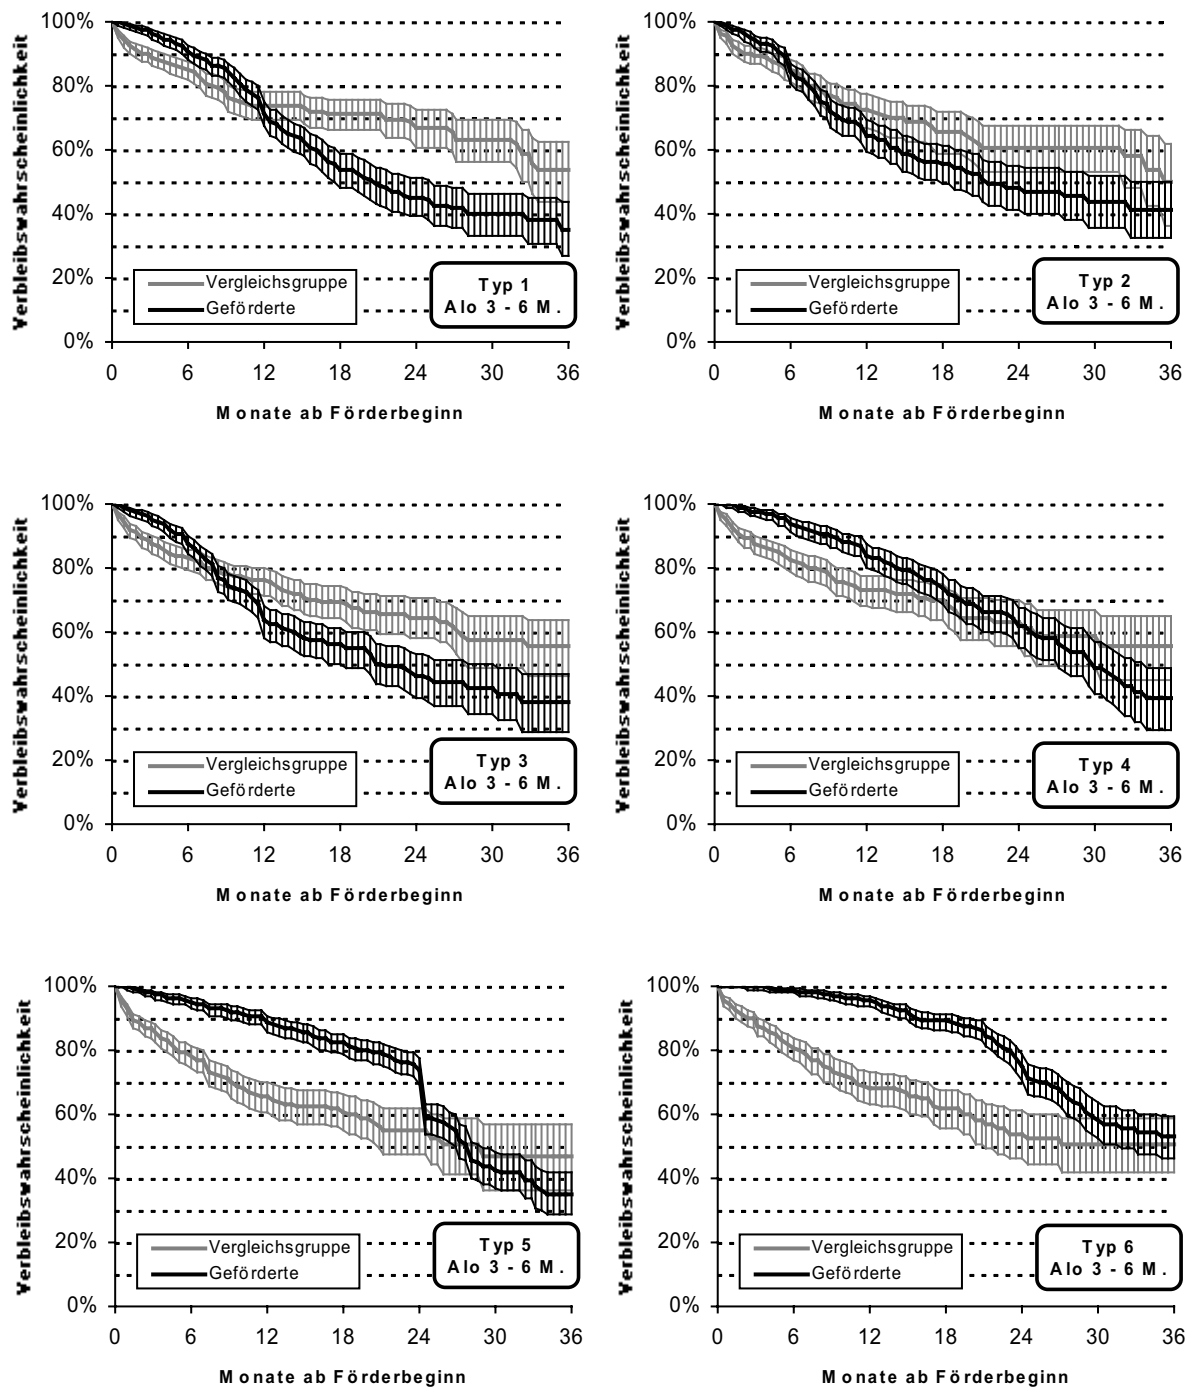 100%
80%
60%
40%
20%
0%
Verbleibswahrscheinlichkeit
Vergleichsgruppe
Geförderte
Typ 1
Alo 3 - 6 M.
0 6 12 18 24 30 36
Monate ab Förderbeginn
100%
80%
60%
40%
20%
0%
Verbleibswahrscheinlichkeit
Vergleichsgruppe
Geförderte
Typ 2
Alo 3 - 6 M.
0 6 12 18 24 30 36
Monate ab Förderbeginn
100%
80%
60%
40%
20%
0%
Verbleibswahrscheinlichkeit
Vergleichsgruppe
Geförderte
Typ 3
Alo 3 - 6 M.
0 6 12 18 24 30 36
Monate ab Förderbeginn
100%
80%
60%
40%
20%
0%
Verbleibswahrscheinlichkeit
Vergleichsgruppe
Geförderte
Typ 4
Alo 3 - 6 M.
0 6 12 18 24 30 36
Monate ab Förderbeginn
100%
80%
60%
40%
20%
0%
Verbleibswahrscheinlichkeit
Vergleichsgruppe
Geförderte
Typ 5
Alo 3 - 6 M.
0 6 12 18 24 30 36
Monate ab Förderbeginn
100%
80%
60%
40%
20%
0%
Verbleibswahrscheinlichkeit
Vergleichsgruppe
Geförderte
Typ 6
Alo 3 - 6 M.
0 6 12 18 24 30 36
Monate ab Förderbeginn